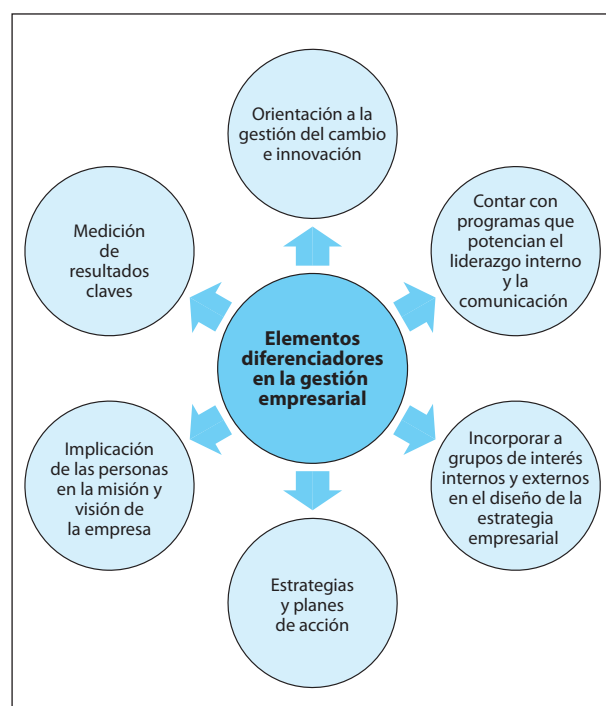 Orientación a la
gestión del cambio
e innovación
Contar con
programas que
potencian el
liderazgo interno
y la
comunicación
Medición
de
resultados
claves
Elementos
diferenciadores
en la gestión
empresarial
Implicación
de las personas
en la misión y
visión de
la empresa
Incorporar a
grupos de interés
internos y externos
en el diseño de la
estrategia
empresarial
Estrategias
y planes
de acción